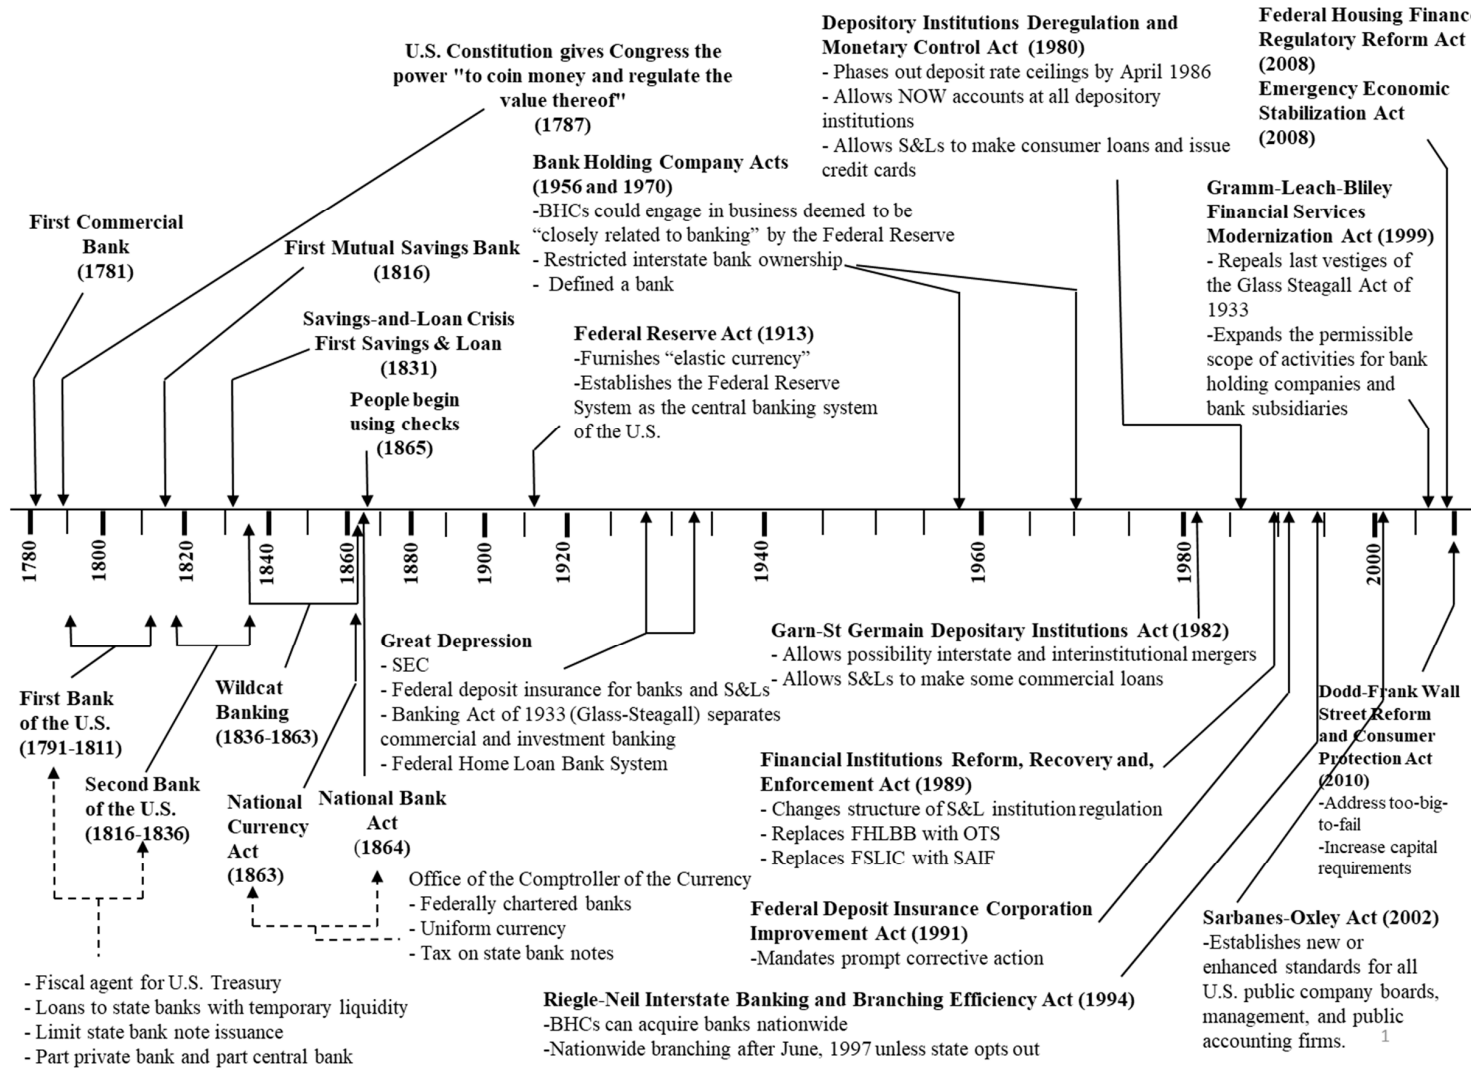 U.S. Constitution gives Congress the
power "to coin money and regulate the
value thereof"
(1787)
Depository Institutions Deregulation and
Monetary Control Act (1980)
- Phases out deposit rate ceilings by April 1986
- Allows NOW accounts at all depository
institutions
- Allows S&Ls to make consumer loans and issue
credit cards
Federal Housing Financ
Regulatory Reform Act
(2008)
Emergency Economic
Stabilization Act
(2008)
Bank Holding Company Acts
(1956 and 1970)
-BHCs could engage in business deemed to be
“closely related to banking” by the Federal Reserve
- Restricted interstate bank ownership
- Defined a bank
Gramm-Leach-Bliley
Financial Services
Modernization Act (1999)
- Repeals last vestiges of
the Glass Steagall Act of
1933
-Expands the permissible
scope of activities for bank
holding companies and
bank subsidiaries
First Commercial
Bank
(1781)
First Mutual Savings Bank
(1816)
Savings-and-Loan Crisis
First Savings & Loan
(1831)
People begin
using checks
(1865)
Federal Reserve Act (1913)
-Furnishes “elastic currency”
-Establishes the Federal Reserve
System as the central banking system
of the U.S.
1780
1800
1820
1840
1860
1880
1900
1920
1940
1960
1980
2000
First Bank
of the U.S.
(1791-1811)
Second Bank
of the U.S.
(1816-1836)
Wildcat
Banking
(1836-1863)
National
Currency
Act
(1863)
National Bank
Act
(1864)
Great Depression
- SEC
- Federal deposit insurance for banks and S&Ls
- Banking Act of 1933 (Glass-Steagall) separates
commercial and investment banking
- Federal Home Loan Bank System
Garn-St Germain Depositary Institutions Act (1982)
- Allows possibility interstate and interinstitutional mergers
- Allows S&Ls to make some commercial loans
Dodd-Frank Wall
Street Reform
and Consumer
Protection Act
(2010)
-Address too-big-
to-fail
-Increase capital
requirements
Financial Institutions Reform, Recovery and,
Enforcement Act (1989)
- Changes structure of S&L institution regulation
- Replaces FHLBB with OTS
- Replaces FSLIC with SAIF
Office of the Comptroller of the Currency
- Federally chartered banks
- Uniform currency
- Tax on state bank notes
Federal Deposit Insurance Corporation
Improvement Act (1991)
-Mandates prompt corrective action
Sarbanes-Oxley Act (2002)
-Establishes new or
enhanced standards for all
U.S. public company boards,
management, and public
accounting firms.
- Fiscal agent for U.S. Treasury
- Loans to state banks with temporary liquidity
- Limit state bank note issuance
- Part private bank and part central bank
Riegle-Neil Interstate Banking and Branching Efficiency Act (1994)
-BHCs can acquire banks nationwide
-Nationwide branching after June, 1997 unless state opts out
1